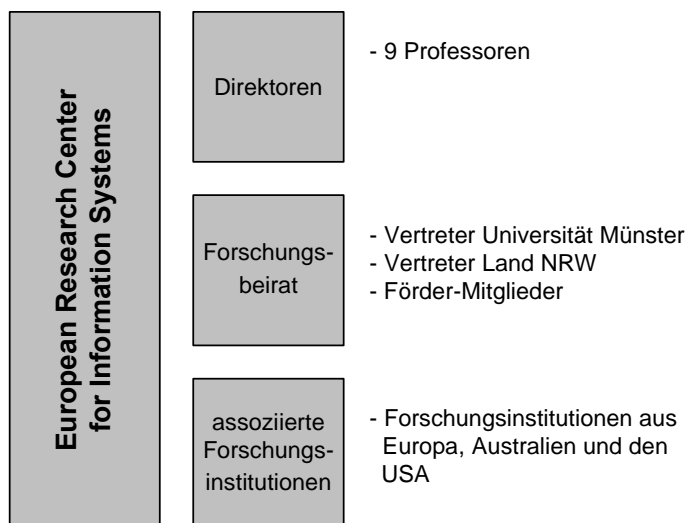 European Research Center
for Information Systems
Direktoren
- 9 Professoren
Forschungs-
beirat
- Vertreter Universität Münster
- Vertreter Land NRW
- Förder-Mitglieder
assoziierte
Forschungs-
institutionen
- Forschungsinstitutionen aus
Europa, Australien und den
USA